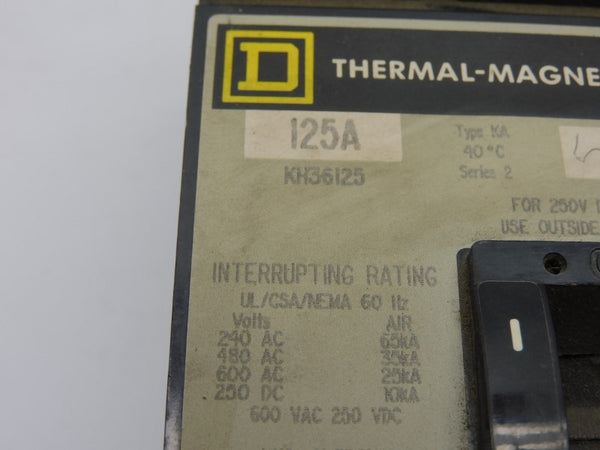 D THERMAL-MAGNE
125A
KH36125
Type KA
40°C
Series 2
FOR 250V
USE OUTSIDE
INTERRUPTING RATING
UL/CSA/NEMA 60 Hz
Volts AIR
240 AC 65kA
480 AC 35kA
600 AC 25kA
250 DC 10kA
600 VAC 250 VDC